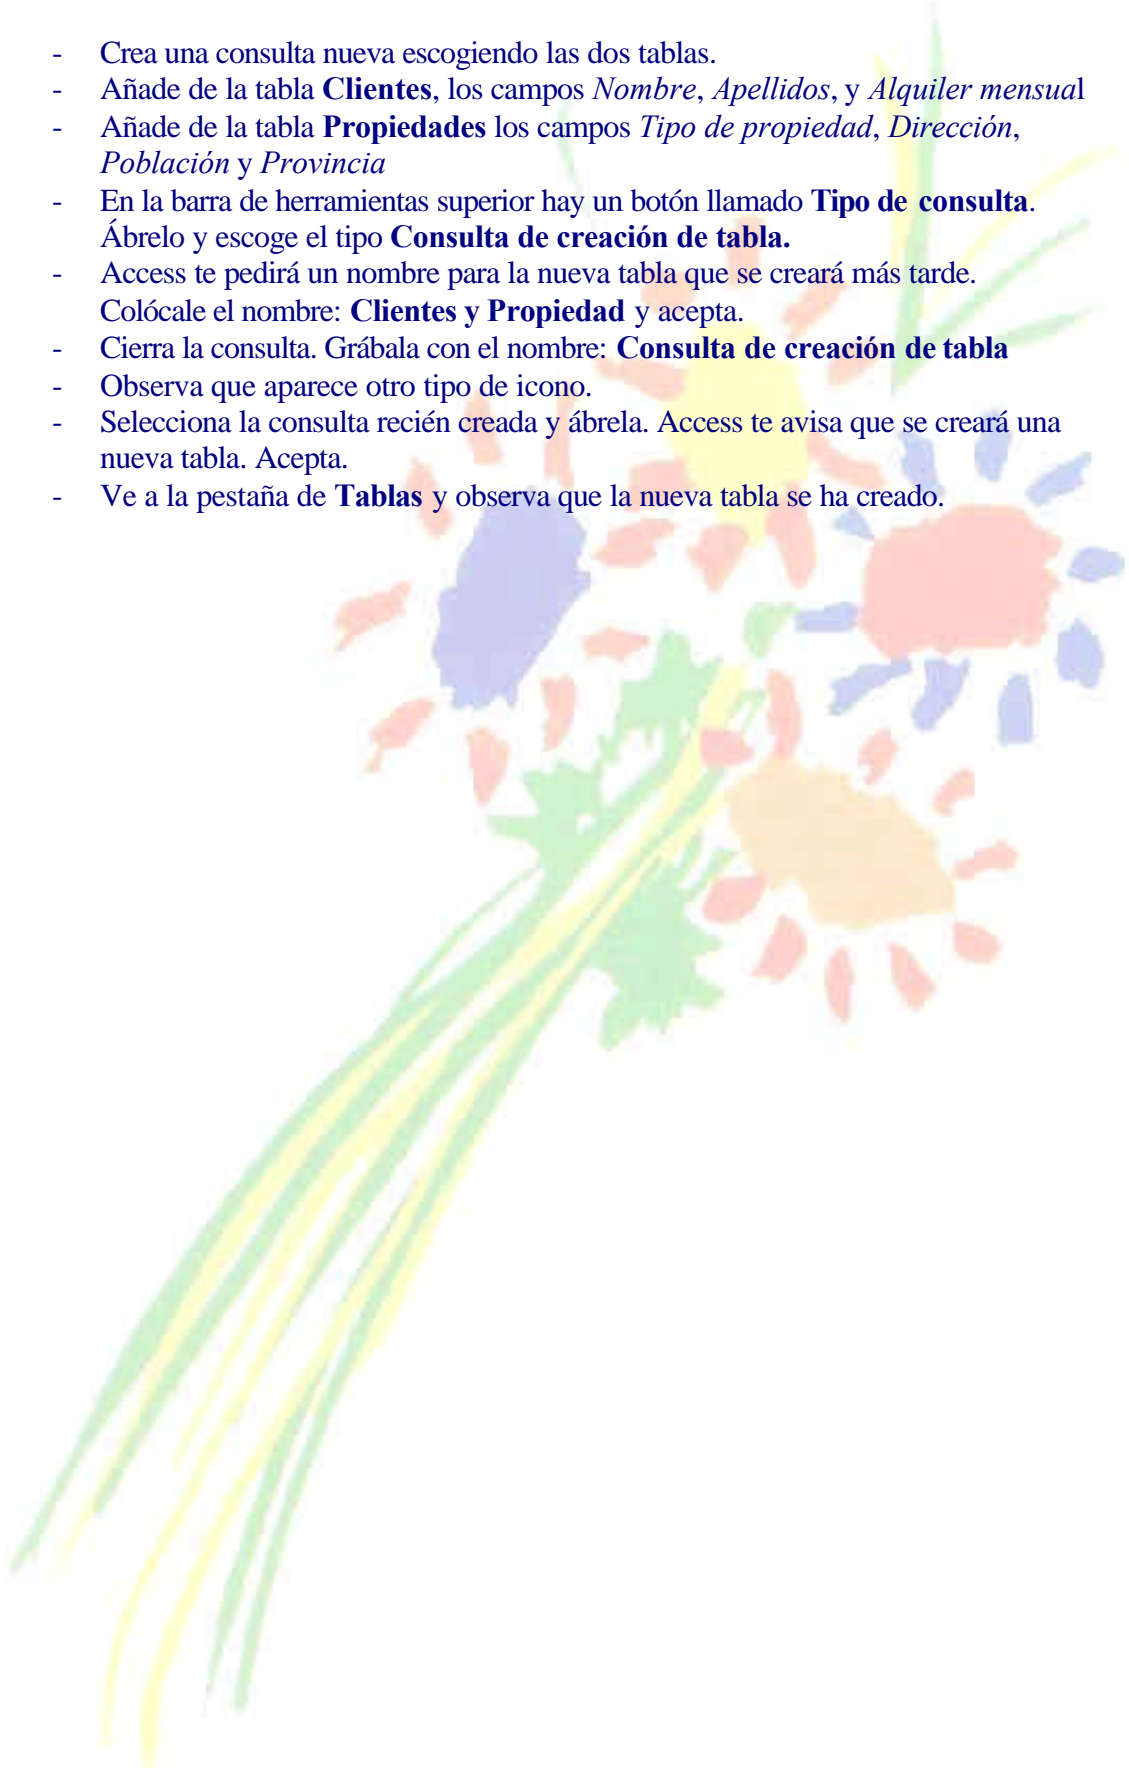 - Crea una consulta nueva escogiendo las dos tablas.
- Añade de la tabla Clientes, los campos Nombre, Apellidos, y Alquiler mensual
- Añade de la tabla Propiedades los campos Tipo de propiedad, Dirección,
Población y Provincia
- En la barra de herramientas superior hay un botón llamado Tipo de consulta.
Ábrelo y escoge el tipo Consulta de creación de tabla.
- Access te pedirá un nombre para la nueva tabla que se creará más tarde.
Colócale el nombre: Clientes y Propiedad y acepta.
- Cierra la consulta. Grábala con el nombre: Consulta de creación de tabla
- Observa que aparece otro tipo de icono.
- Selecciona la consulta recién creada y ábrela. Access te avisa que se creará una
nueva tabla. Acepta.
- Ve a la pestaña de Tablas y observa que la nueva tabla se ha creado.